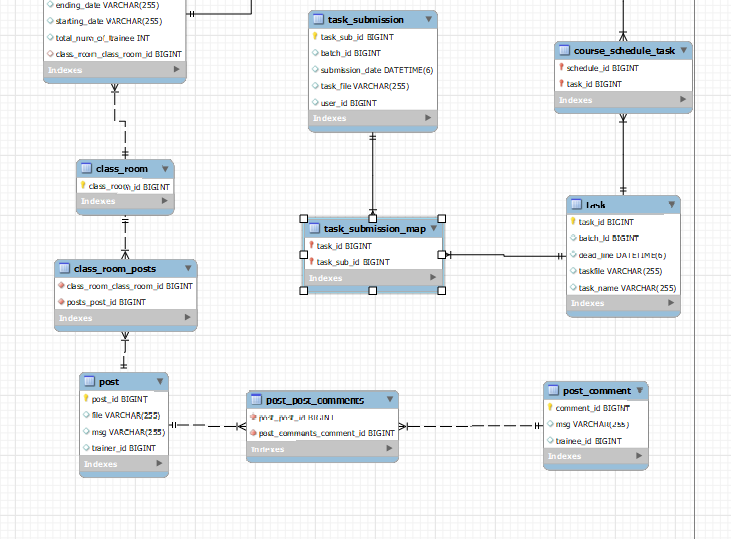 ending_date VARCHAR(255)
starting_date VARCHAR(255)
total_num_of_trainee INT
class_room_class_room_id BIGINT
Indexes
task_submission
task_sub_id BIGINT
batch_id BIGINT
submission_date DATETIME(6)
task_file VARCHAR(255)
user_id BIGINT
Indexes
course_schedule_task
schedule_id BIGINT
task_id BIGINT
Indexes
class_room
class_room_id BIGINT
Indexes
task_submission_map
task_id BIGINT
task_sub_id BIGINT
Indexes
task
task_id BIGINT
batch_id BIGINT
dead_line DATETIME(6)
taskfile VARCHAR(255)
task_name VARCHAR(255)
Indexes
class_room_posts
class_room_class_room_id BIGINT
posts_post_id BIGINT
Indexes
post
post_id BIGINT
file VARCHAR(255)
msg VARCHAR(255)
trainer_id BIGINT
Indexes
post_post_comments
post_post_id BIGINT
post_comments_comment_id BIGINT
Indexes
post_comment
comment_id BIGINT
msg VARCHAR(255)
trainee_id BIGINT
Indexes